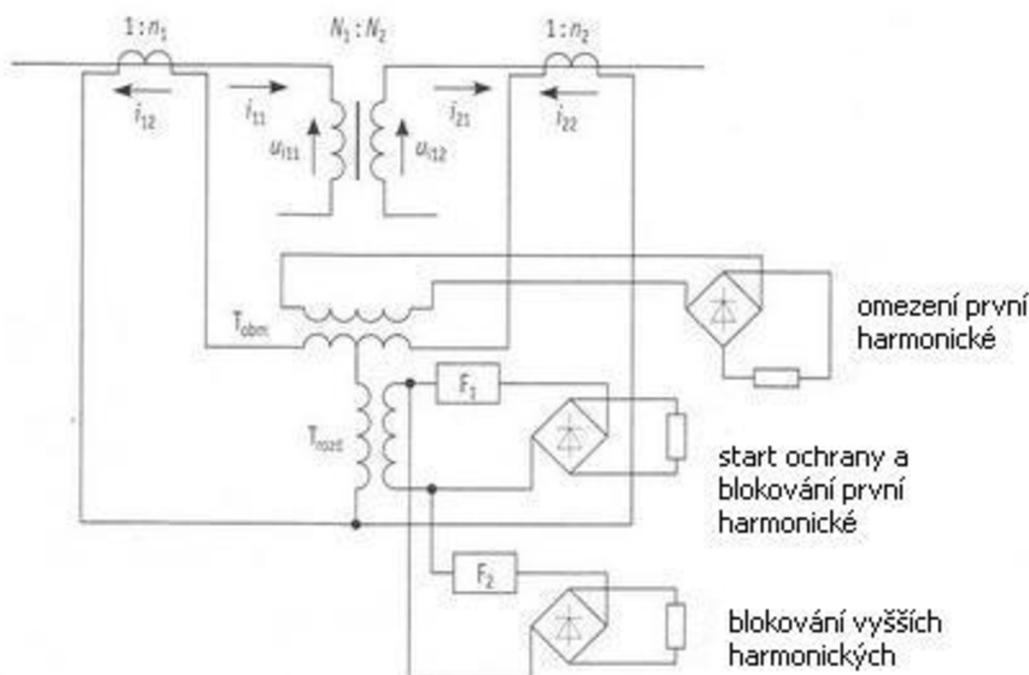 1:n₁
N₁:N₂
1:n₂
i₁₂
i₁₁
i₂₁
i₂₂
uᵢ₁₁
uᵢ₁₂
omezení první
harmonické
Tobm
F₁
Trozd
start ochrany a
blokování první
harmonické
F₂
blokování vyšších
harmonických